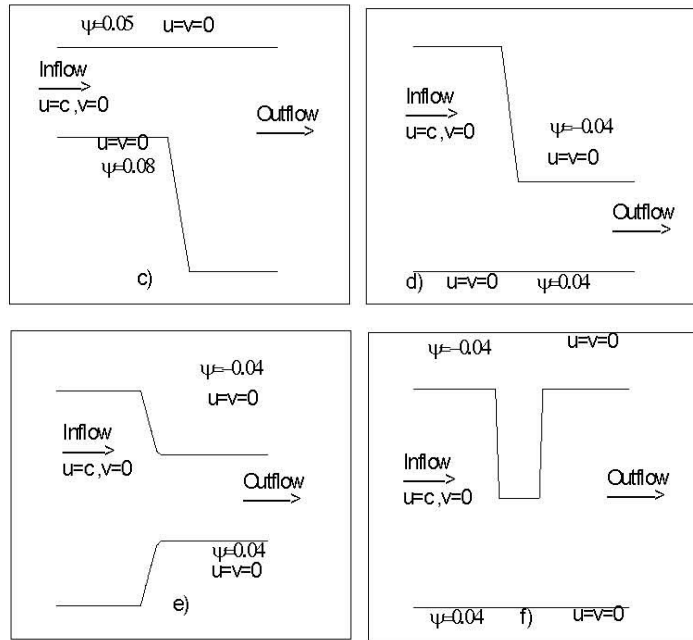 ψ=0.05 u=v=0
Inflow
u=c ,v=0
Outflow
u=v=0
ψ=0.08
c)
Inflow
u=c ,v=0
ψ=-0.04
u=v=0
Outflow
d) u=v=0 ψ=0.04
ψ=-0.04
u=v=0
Inflow
u=c ,v=0
Outflow
ψ=0.04
u=v=0
e)
ψ=-0.04 u=v=0
Inflow
u=c ,v=0
Outflow
ψ=0.04 f) u=v=0